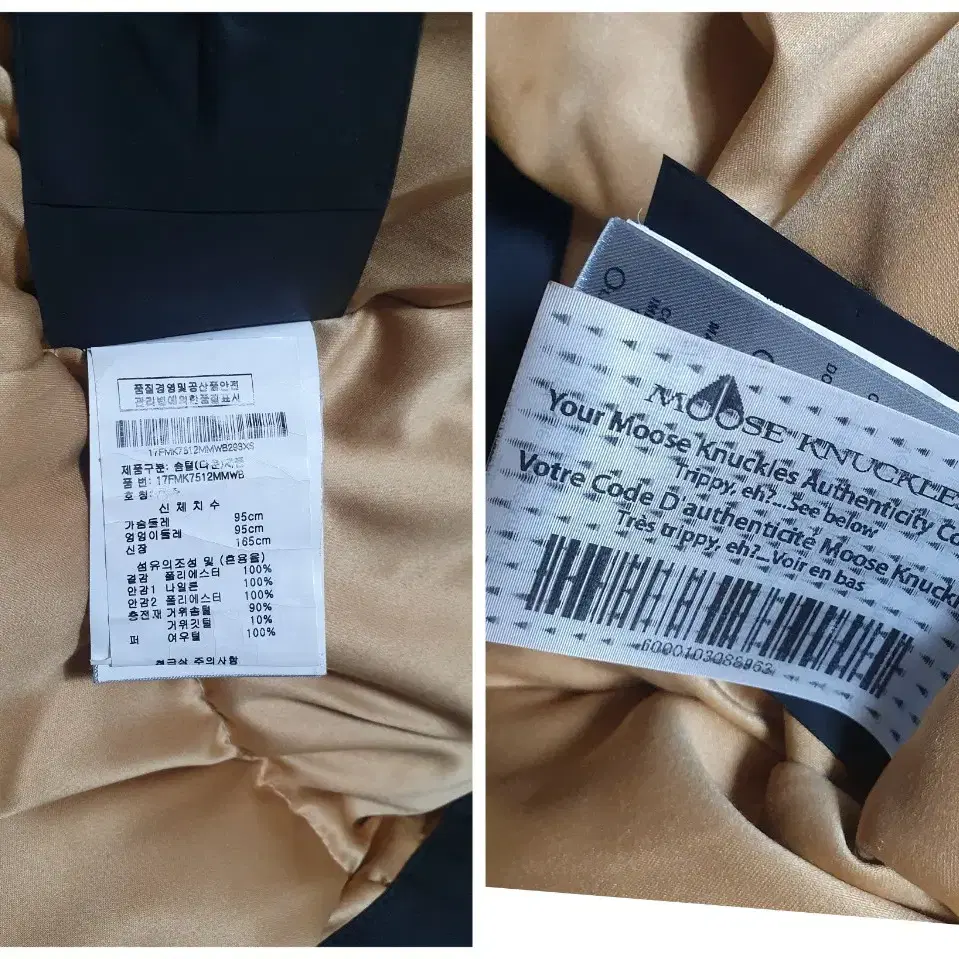 품질경영및공산품안전
관리법에의한품질표시
17FMK7512MMWB293XS
제품구분: 솜털(다운)제품
품 번: 17FMK7512MMWB
호 칭:
신 체 치 수
가슴둘레 95cm
엉덩이둘레 95cm
신장 165cm
섬유의조성 및 (혼용율)
겉감 폴리에스터 100%
안감1 나일론 100%
안감2 폴리에스터 100%
충전재 거위솜털 90%
거위깃털 10%
퍼 여우털 100%
취급상 주의사항
MOOSE KNUCKLES
Your Moose Knuckles Authenticity Co
Trippy, eh?...See below
Votre Code D'authenticité Moose Knuck
Très trippy, eh?...Voir en bas
6000103088963